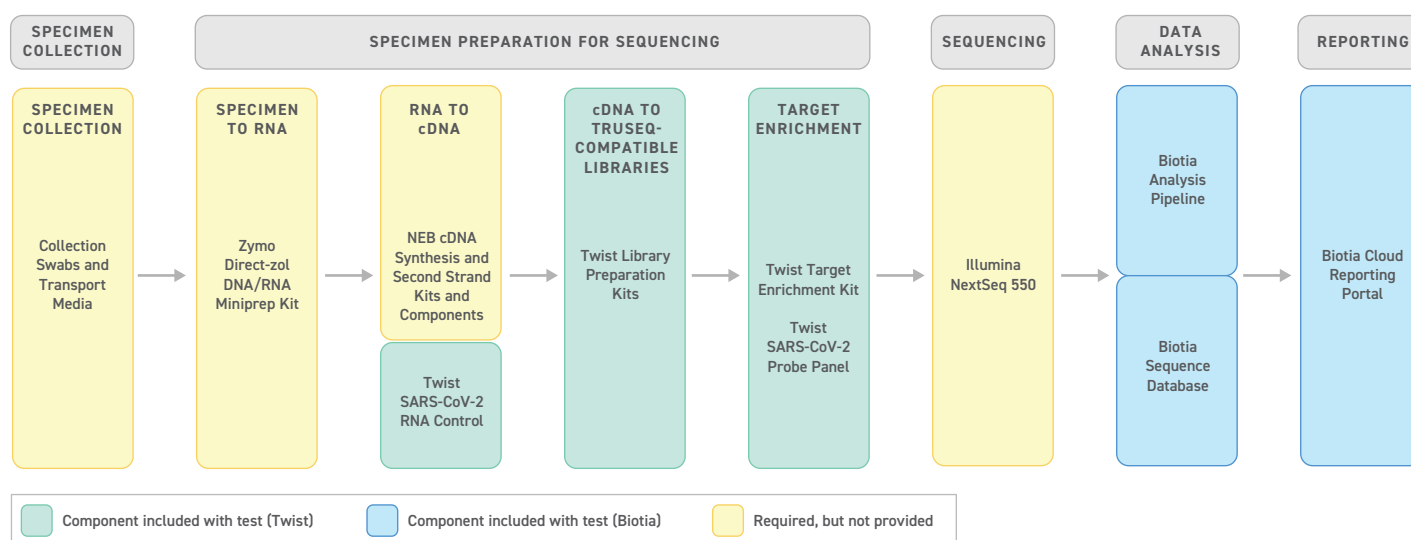 SPECIMEN
COLLECTION
SPECIMEN PREPARATION FOR SEQUENCING
SEQUENCING
DATA
ANALYSIS
REPORTING
SPECIMEN
COLLECTION
Collection
Swabs and
Transport
Media
SPECIMEN
TO RNA
Zymo
Direct-zol
DNA/RNA
Miniprep Kit
RNA TO
cDNA
NEB cDNA
Synthesis and
Second Strand
Kits and
Components
Twist
SARS-CoV-2
RNA Control
cDNA TO
TRUSEQ-
COMPATIBLE
LIBRARIES
Twist Library
Preparation
Kits
TARGET
ENRICHMENT
Twist Target
Enrichment Kit
Twist
SARS-CoV-2
Probe Panel
Illumina
NextSeq 550
Biotia
Analysis
Pipeline
Biotia
Sequence
Database
Biotia Cloud
Reporting
Portal
Component included with test (Twist)
Component included with test (Biotia)
Required, but not provided